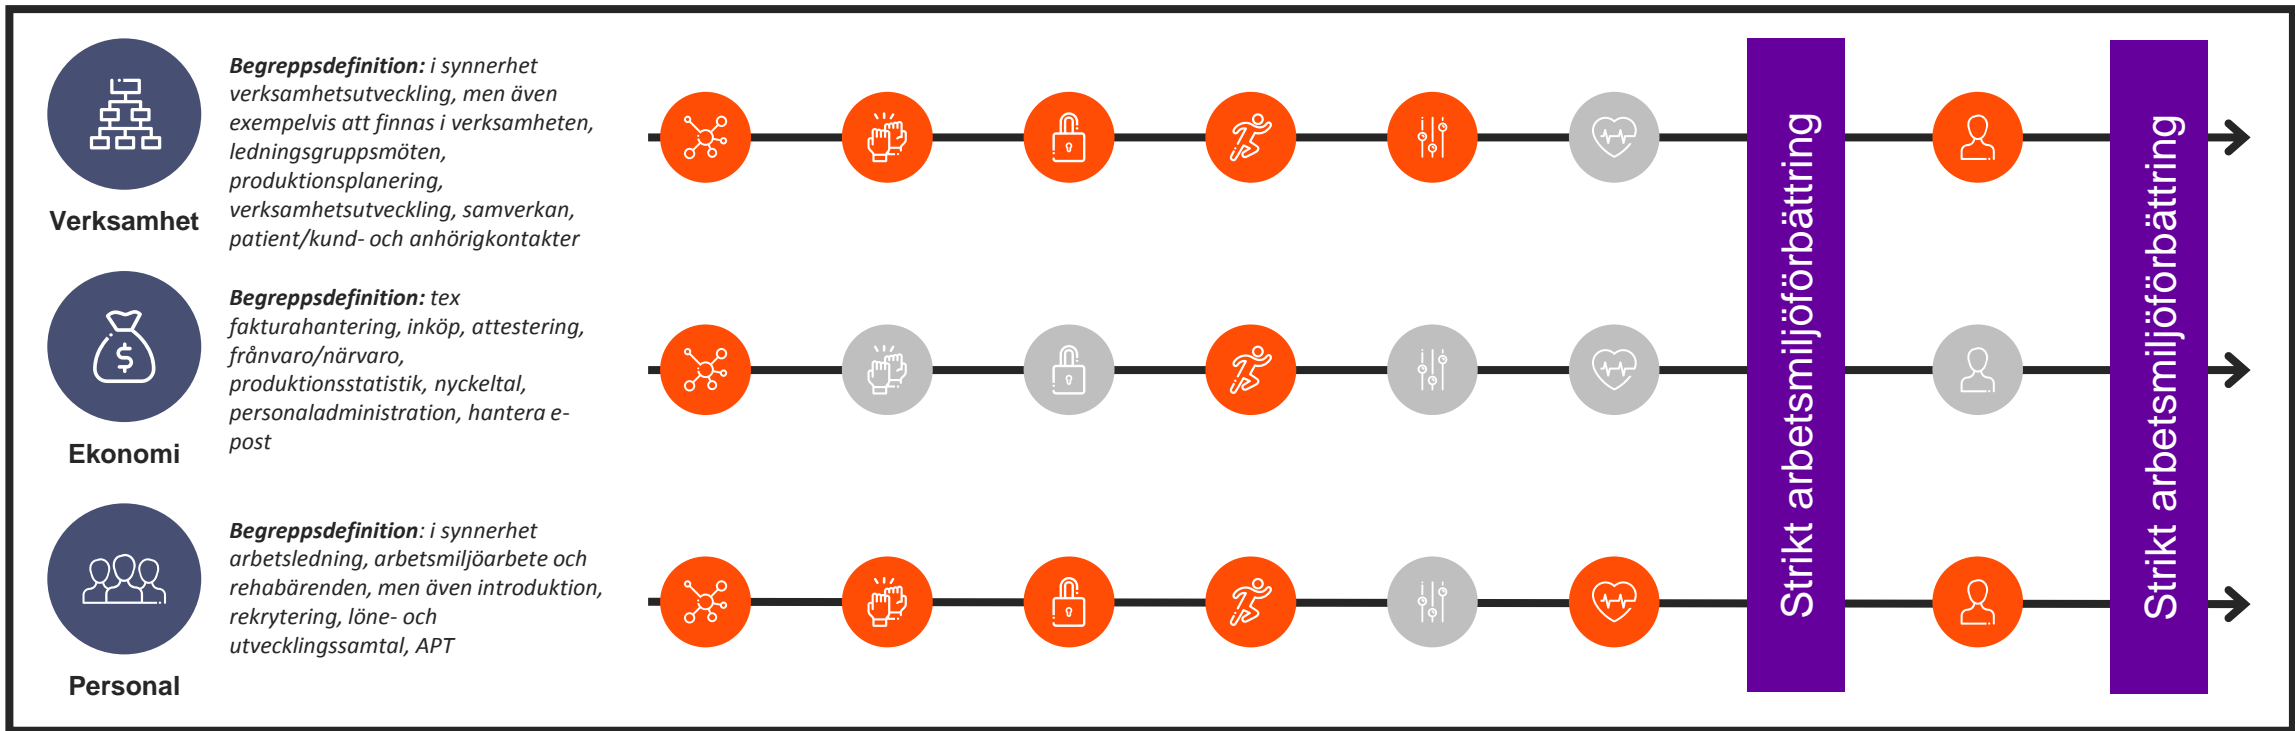 Begreppsdefinition: i synnerhet
verksamhetsutveckling, men även
exempelvis att finnas i verksamheten,
ledningsgruppsmöten,
produktionsplanering,
verksamhetsutveckling, samverkan,
patient/kund- och anhörigkontakter
Verksamhet
Begreppsdefinition: tex
fakturahantering, inköp, attestering,
frånvaro/närvaro,
produktionsstatistik, nyckeltal,
personaladministration, hantera e-
post
Ekonomi
Begreppsdefinition: i synnerhet
arbetsledning, arbetsmiljöarbete och
rehabärenden, men även introduktion,
rekrytering, löne- och
utvecklingssamtal, APT
Personal
Strikt arbetsmiljöförbättring
Strikt arbetsmiljöförbättring